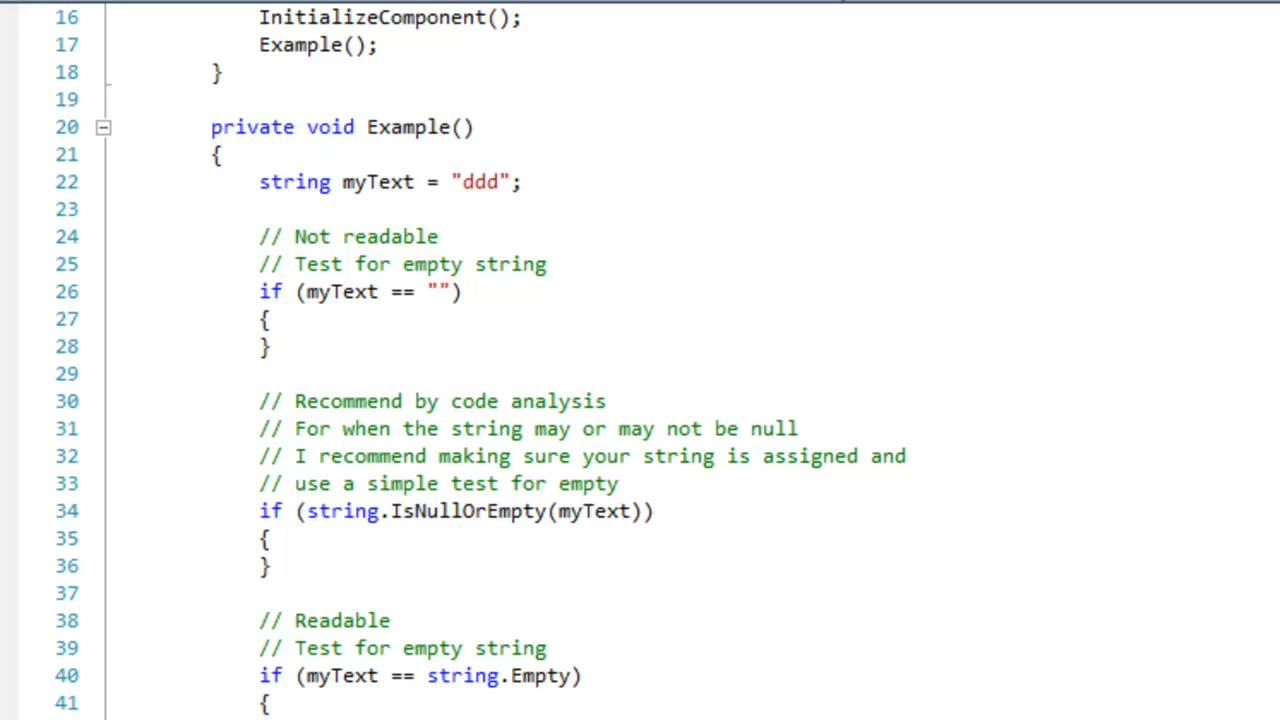 16 InitializeComponent();
17 Example();
18 }
19
20 private void Example()
21 {
22 string myText = "ddd";
23
24 // Not readable
25 // Test for empty string
26 if (myText == "")
27 {
28 }
29
30 // Recommend by code analysis
31 // For when the string may or may not be null
32 // I recommend making sure your string is assigned and
33 // use a simple test for empty
34 if (string.IsNullOrEmpty(myText))
35 {
36 }
37
38 // Readable
39 // Test for empty string
40 if (myText == string.Empty)
41 {